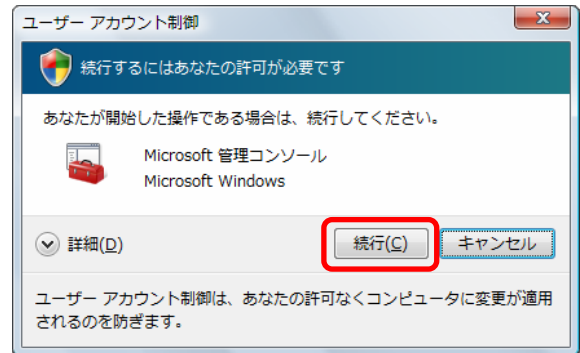 ユーザー アカウント制御
続行するにはあなたの許可が必要です
あなたが開始した操作である場合は、続行してください。
Microsoft 管理コンソール
Microsoft Windows
詳細(D)
続行(C)
キャンセル
ユーザー アカウント制御は、あなたの許可なくコンピュータに変更が適用
されるのを防ぎます。